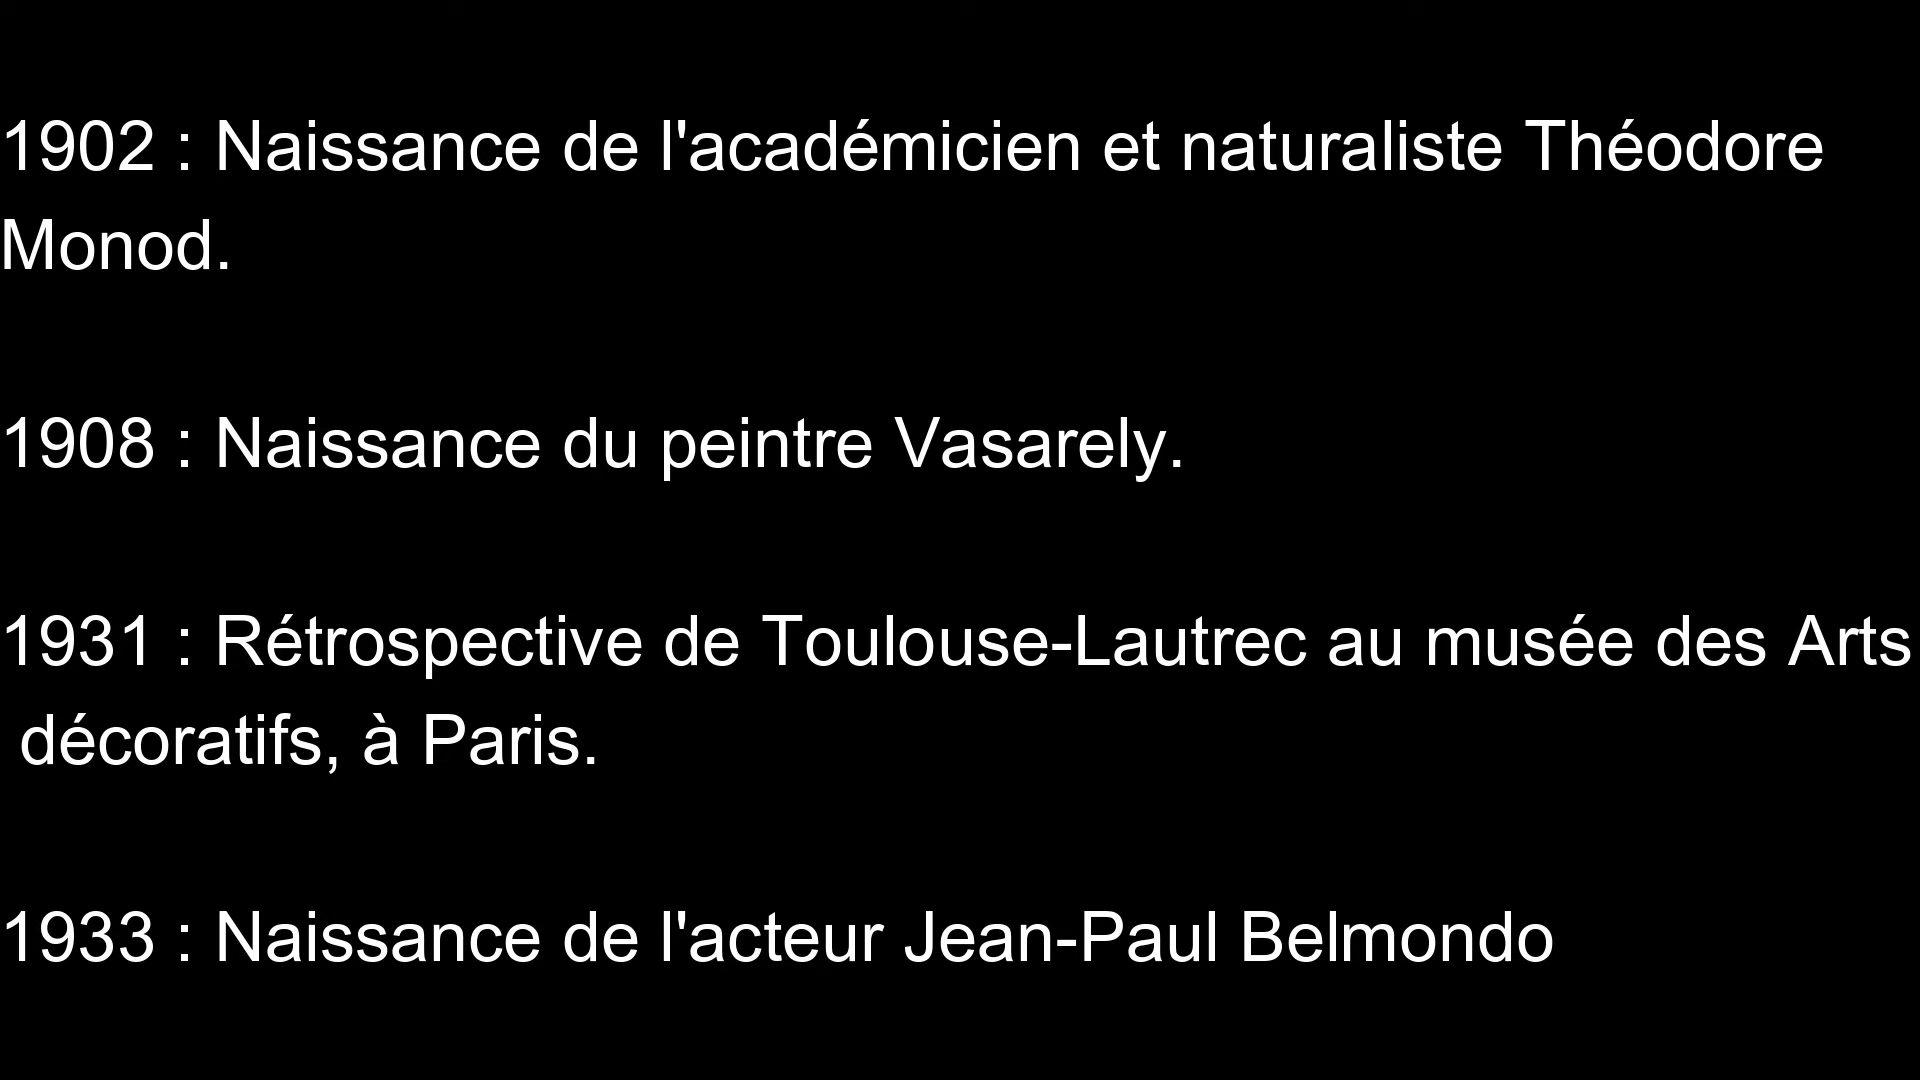 1902 : Naissance de l'académicien et naturaliste Théodore
Monod.
1908 : Naissance du peintre Vasarely.
1931 : Rétrospective de Toulouse-Lautrec au musée des Arts
décoratifs, à Paris.
1933 : Naissance de l'acteur Jean-Paul Belmondo